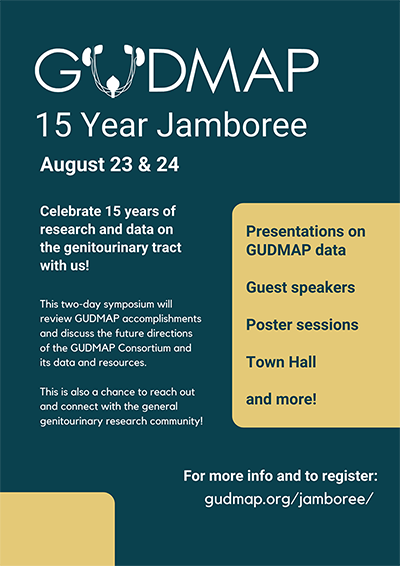 GUDMAP
15 Year Jamboree
August 23 & 24
Celebrate 15 years of
research and data on
the genitourinary tract
with us!
This two-day symposium will
review GUDMAP accomplishments
and discuss the future directions
of the GUDMAP Consortium and
its data and resources.
This is also a chance to reach out
and connect with the general
genitourinary research community!
Presentations on
GUDMAP data
Guest speakers
Poster sessions
Town Hall
and more!
For more info and to register:
gudmap.org/jamboree/